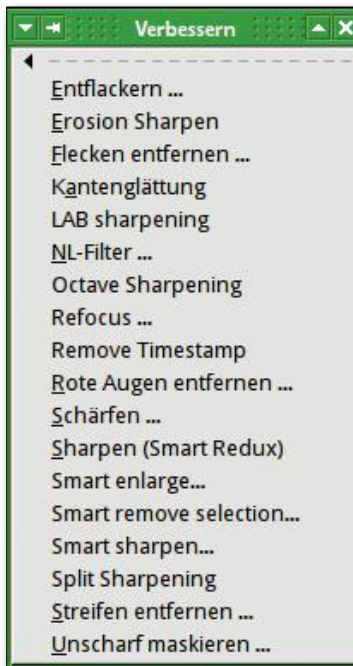 Verbessern
Entflackern ...
Erosion Sharpen
Flecken entfernen ...
Kantenglättung
LAB sharpening
NL-Filter ...
Octave Sharpening
Refocus ...
Remove Timestamp
Rote Augen entfernen ...
Schärfen ...
Sharpen (Smart Redux)
Smart enlarge...
Smart remove selection...
Smart sharpen...
Split Sharpening
Streifen entfernen ...
Unscharf maskieren ...